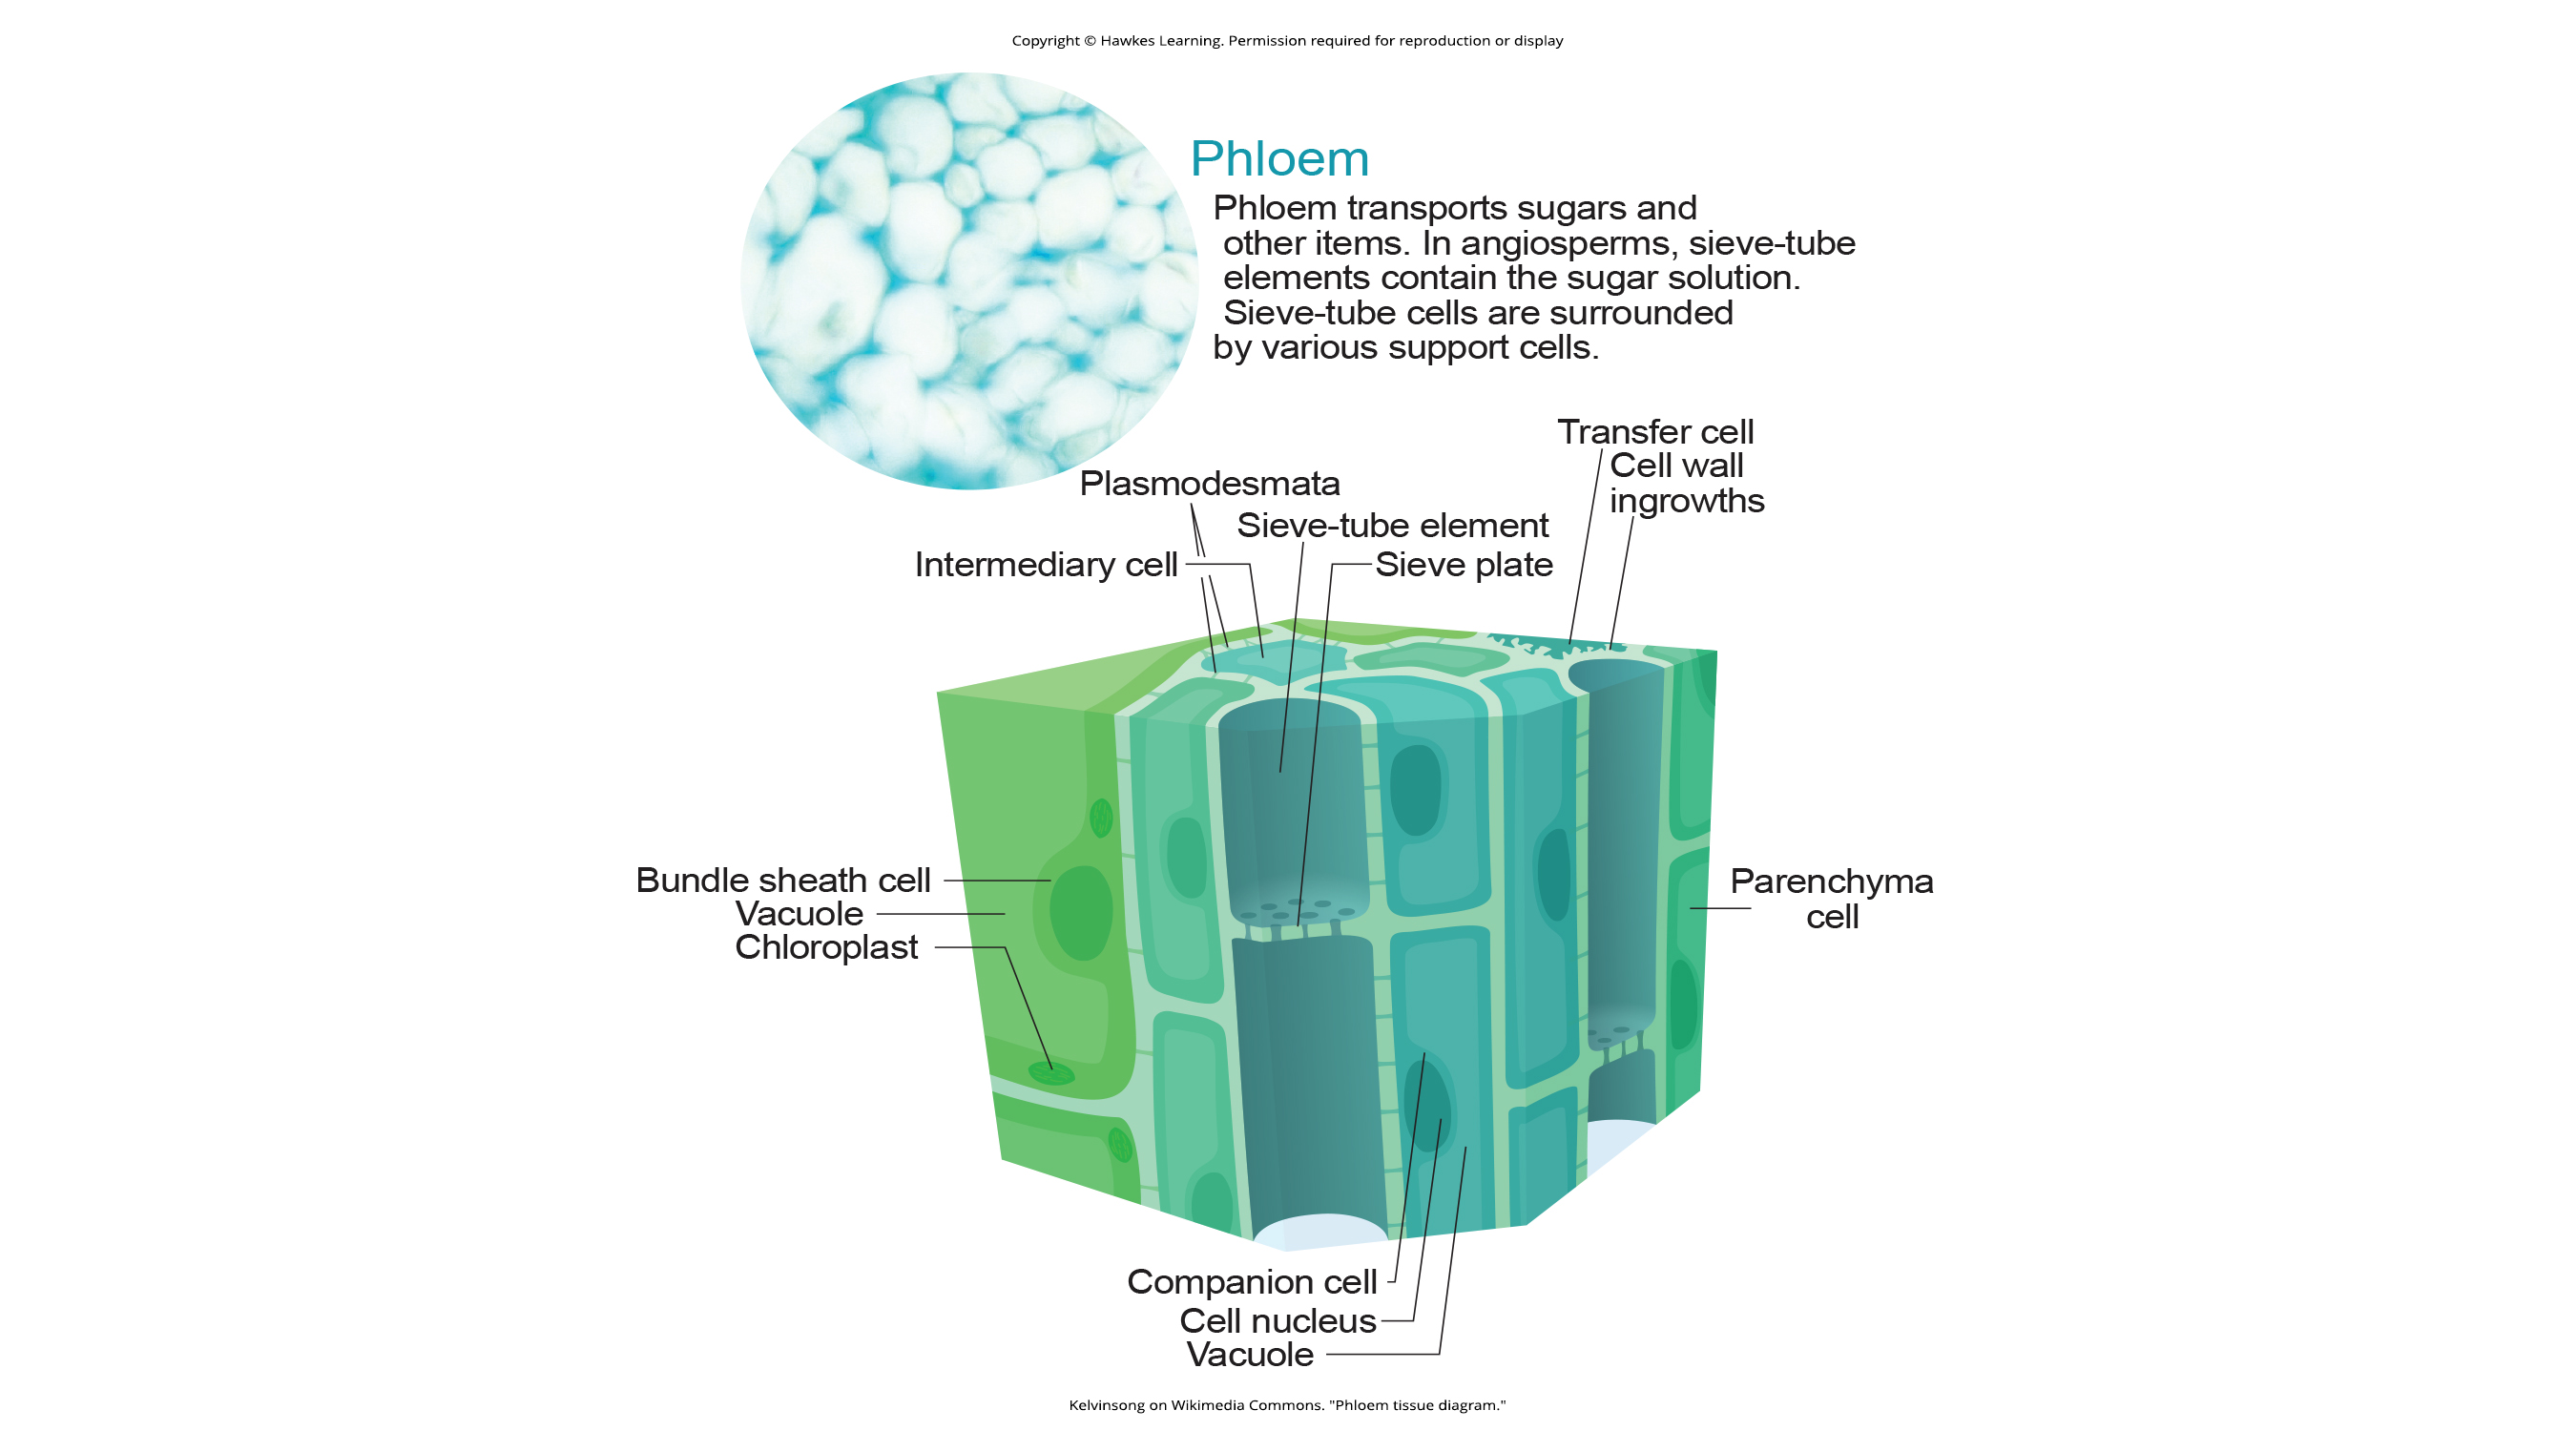 Copyright © Hawkes Learning. Permission required for reproduction or display
Phloem
Phloem transports sugars and
other items. In angiosperms, sieve-tube
elements contain the sugar solution.
Sieve-tube cells are surrounded
by various support cells.
Transfer cell
Cell wall
ingrowths
Plasmodesmata
Sieve-tube element
Intermediary cell
Sieve plate
Bundle sheath cell
Vacuole
Chloroplast
Parenchyma
cell
Companion cell
Cell nucleus
Vacuole
Kelvinsong on Wikimedia Commons. "Phloem tissue diagram."